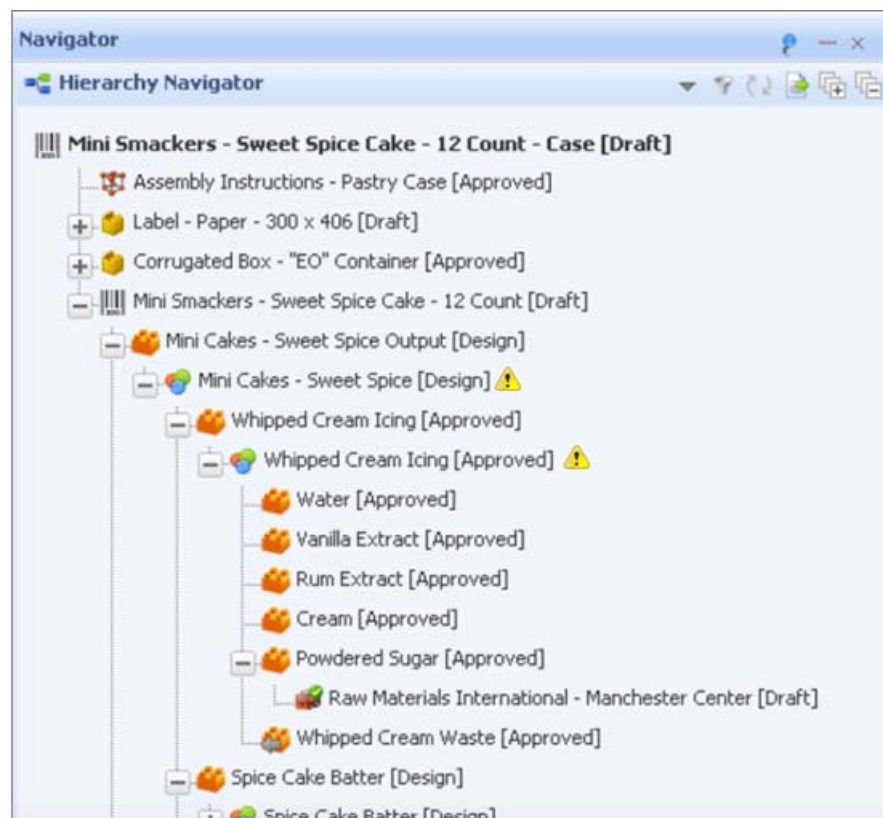 Navigator
Hierarchy Navigator
Mini Smackers - Sweet Spice Cake - 12 Count - Case [Draft]
Assembly Instructions - Pastry Case [Approved]
Label - Paper - 300 x 406 [Draft]
Corrugated Box - "EO" Container [Approved]
Mini Smackers - Sweet Spice Cake - 12 Count [Draft]
Mini Cakes - Sweet Spice Output [Design]
Mini Cakes - Sweet Spice [Design]
Whipped Cream Icing [Approved]
Whipped Cream Icing [Approved]
Water [Approved]
Vanilla Extract [Approved]
Rum Extract [Approved]
Cream [Approved]
Powdered Sugar [Approved]
Raw Materials International - Manchester Center [Draft]
Whipped Cream Waste [Approved]
Spice Cake Batter [Design]
Spice Cake Batter [Design]